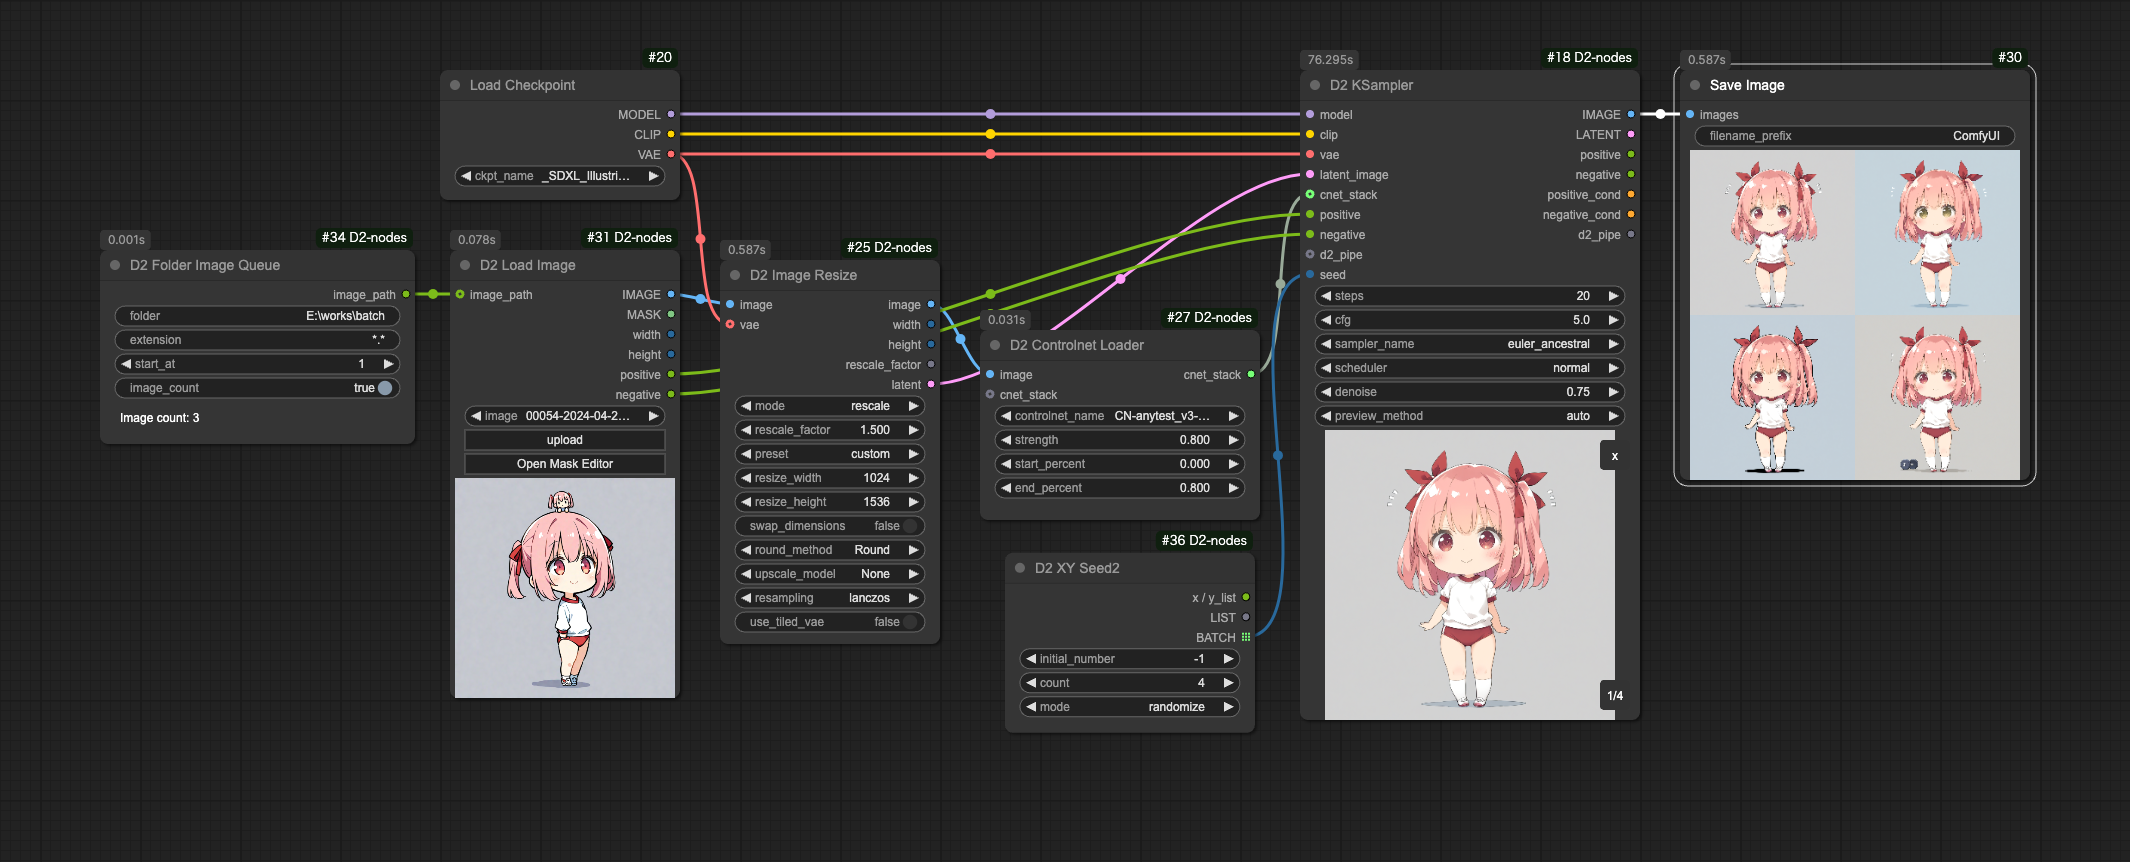 #20
Load Checkpoint
MODEL
CLIP
VAE
ckpt_name _SDXL_Illustri...
0.001s
#34 D2-nodes
D2 Folder Image Queue
image_path
folder E:\works\batch
extension *.*
start_at 1
image_count true
Image count: 3
0.078s
#31 D2-nodes
D2 Load Image
image_path IMAGE
MASK
width
height
positive
negative
image 00054-2024-04-2...
upload
Open Mask Editor
0.587s
#25 D2-nodes
D2 Image Resize
image image
vae width
height
rescale_factor
latent
mode rescale
rescale_factor 1.500
preset custom
resize_width 1024
resize_height 1536
swap_dimensions false
round_method Round
upscale_model None
resampling lanczos
use_tiled_vae false
0.031s
#27 D2-nodes
D2 Controlnet Loader
image cnet_stack
cnet_stack
controlnet_name CN-anytest_v3-...
strength 0.800
start_percent 0.000
end_percent 0.800
#36 D2-nodes
D2 XY Seed2
x / y_list
LIST
BATCH
initial_number -1
count 4
mode randomize
76.295s
#18 D2-nodes
D2 KSampler
model IMAGE
clip LATENT
vae positive
latent_image negative
cnet_stack positive_cond
positive negative_cond
negative d2_pipe
d2_pipe
seed
steps 20
cfg 5.0
sampler_name euler_ancestral
scheduler normal
denoise 0.75
preview_method auto
x
1/4
0.587s
#30
Save Image
images
filename_prefix ComfyUI